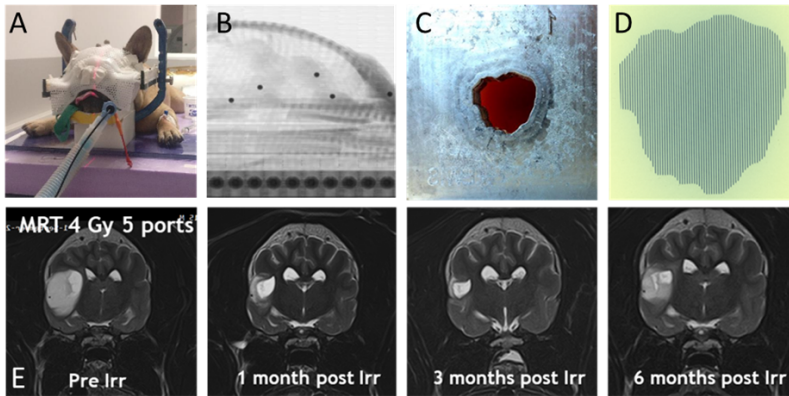 A
B
C
D
MRT 4 Gy 5 ports
E
Pre Irr
1 month post Irr
3 months post Irr
6 months post Irr